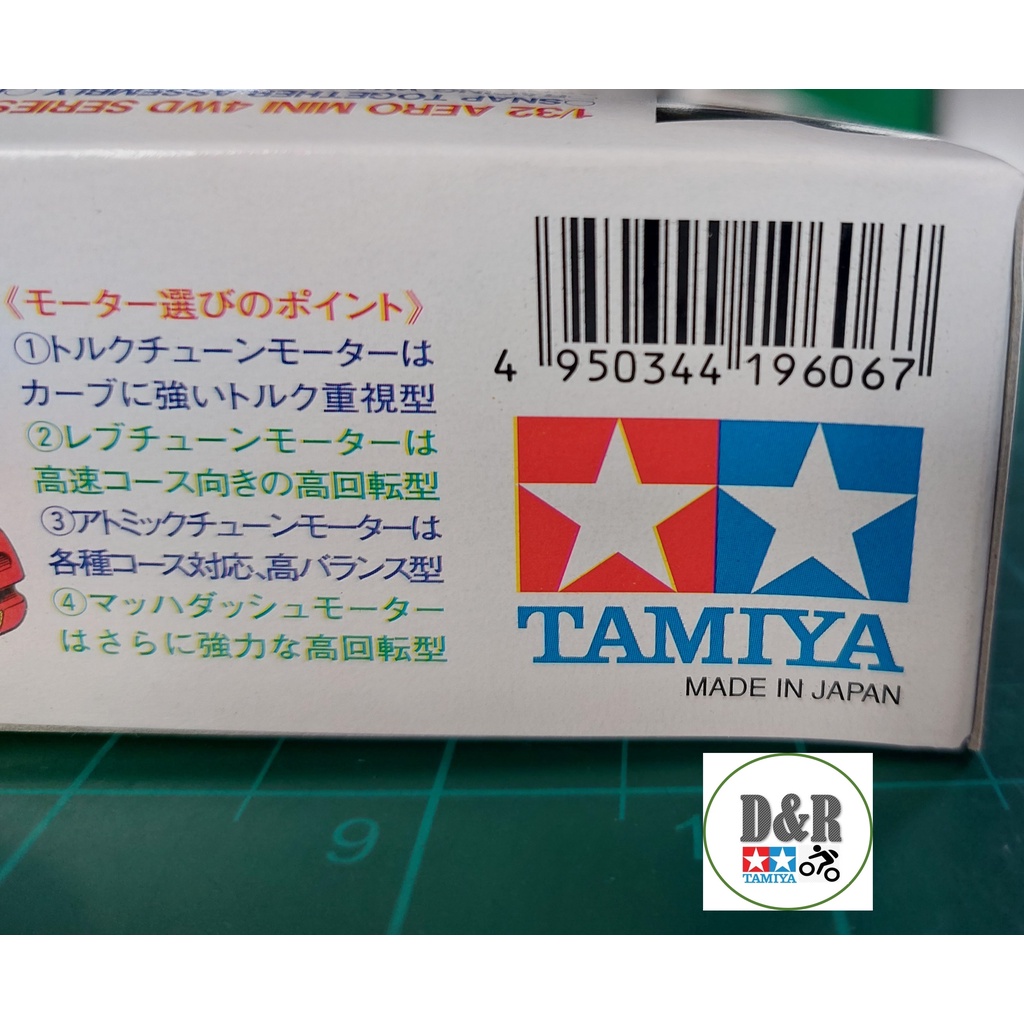 1/32 AERO MINI 4WD SERIES
SNAP TOGETHER ASSEMBLY
《モーター選びのポイント》
①トルクチューンモーターは
カーブに強いトルク重視型
②レブチューンモーターは
高速コース向きの高回転型
③アトミックチューンモーターは
各種コース対応、高バランス型
④マッハダッシュモーター
はさらに強力な高回転型
4 950344 196067
TAMIYA
MADE IN JAPAN
9
1
D&R
TAMIYA